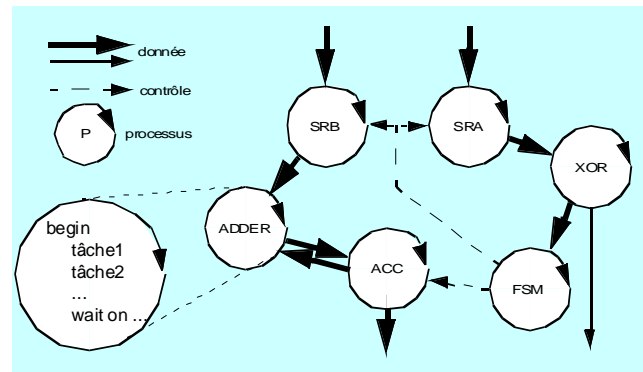 donnée
contrôle
P
processus
SRB
SRA
XOR
ADDER
ACC
FSM
begin
tâche1
tâche2
...
wait on ...